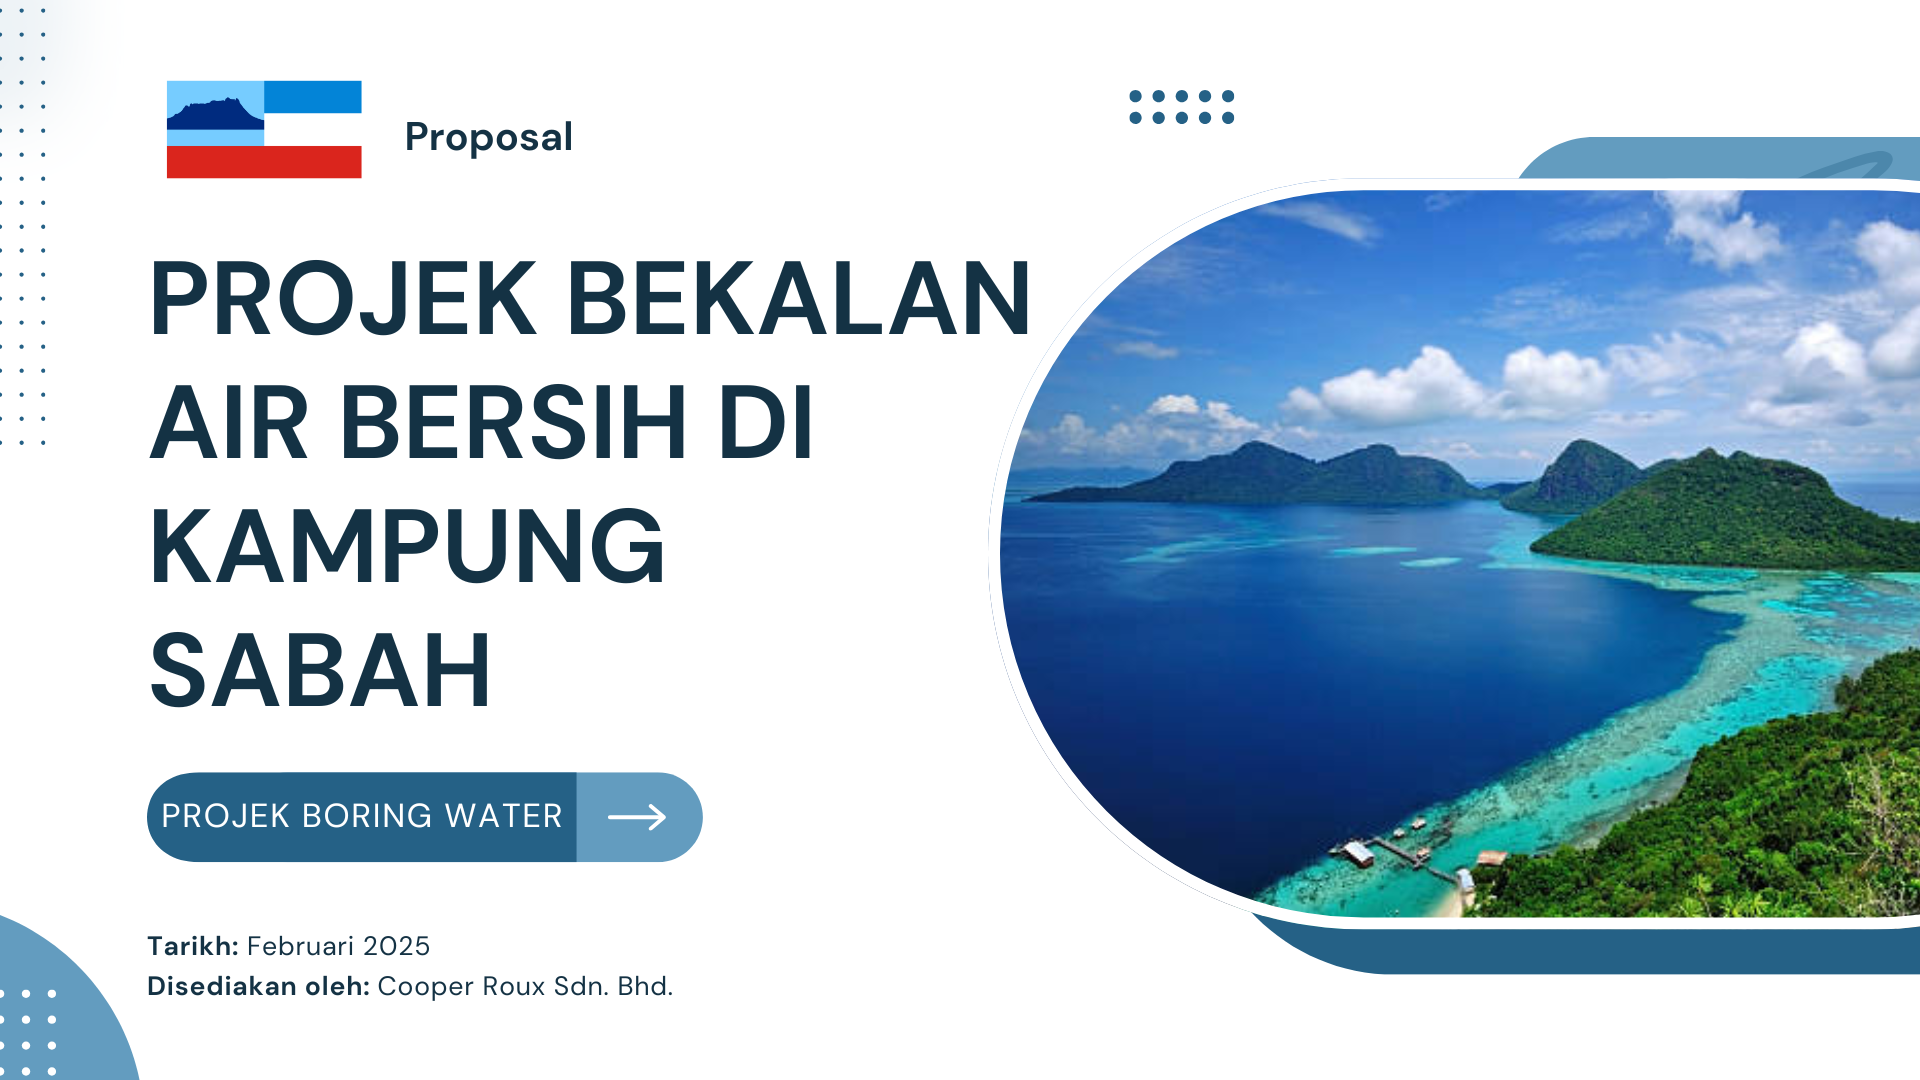 Proposal
PROJEK BEKALAN
AIR BERSIH DI
KAMPUNG
SABAH
PROJEK BORING WATER
Tarikh: Februari 2025
Disediakan oleh: Cooper Roux Sdn. Bhd.